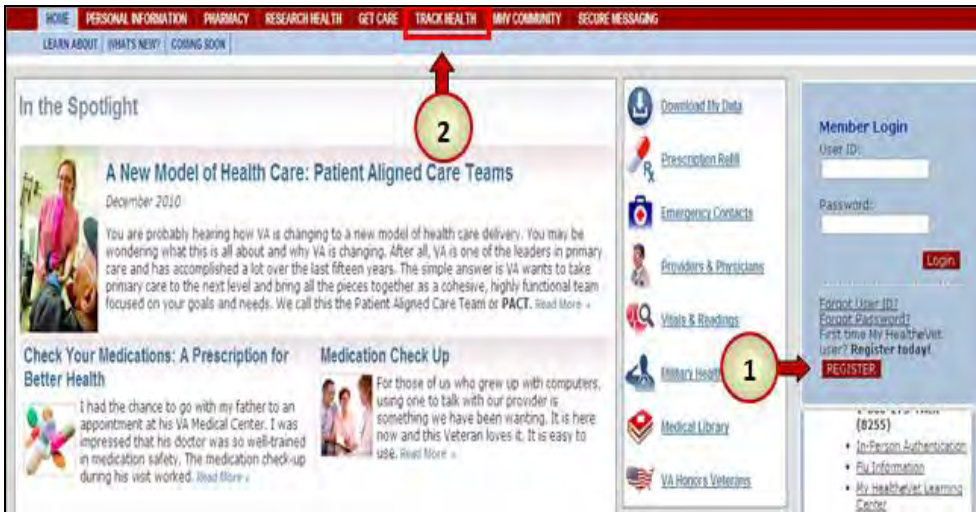 HOME PERSONAL INFORMATION PHARMACY RESEARCH HEALTH GET CARE TRACK HEALTH MHV COMMUNITY SECURE MESSAGING
LEARN ABOUT WHAT'S NEW? COMING SOON
2
In the Spotlight
A New Model of Health Care: Patient Aligned Care Teams
December 2010
You are probably hearing how VA is changing to a new model of health care delivery. You may be
wondering what this is all about and why VA is changing. After all, VA is one of the leaders in primary
care and has accomplished a lot over the last fifteen years. The simple answer is VA wants to take
primary care to the next level and bring all the pieces together as a cohesive, highly functional team
focused on your goals and needs. We call this the Patient Aligned Care Team or PACT. Read More »
Check Your Medications: A Prescription for
Better Health
I had the chance to go with my father to an
appointment at his VA Medical Center. I was
impressed that his doctor was so well-trained
in medication safety. The medication check-up
during his visit worked. Read More »
Medication Check Up
For those of us who grew up with computers,
using one to talk with our provider is
something we have been wanting. It is here
now and this Veteran loves it. It is easy to
use. Read More »
Download My Data
Rx
Prescription Refill
Emergency Contacts
Providers & Physicians
Vitals & Readings
Military Health
1
Medical Library
VA Honors Veterans
Member Login
User ID:
Password:
Login
Forgot User ID?
Forgot Password?
First time My HealtheVet
user? Register today!
REGISTER
(8255)
In-Person Authentication
Flu Information
My HealtheVet Learning
Center